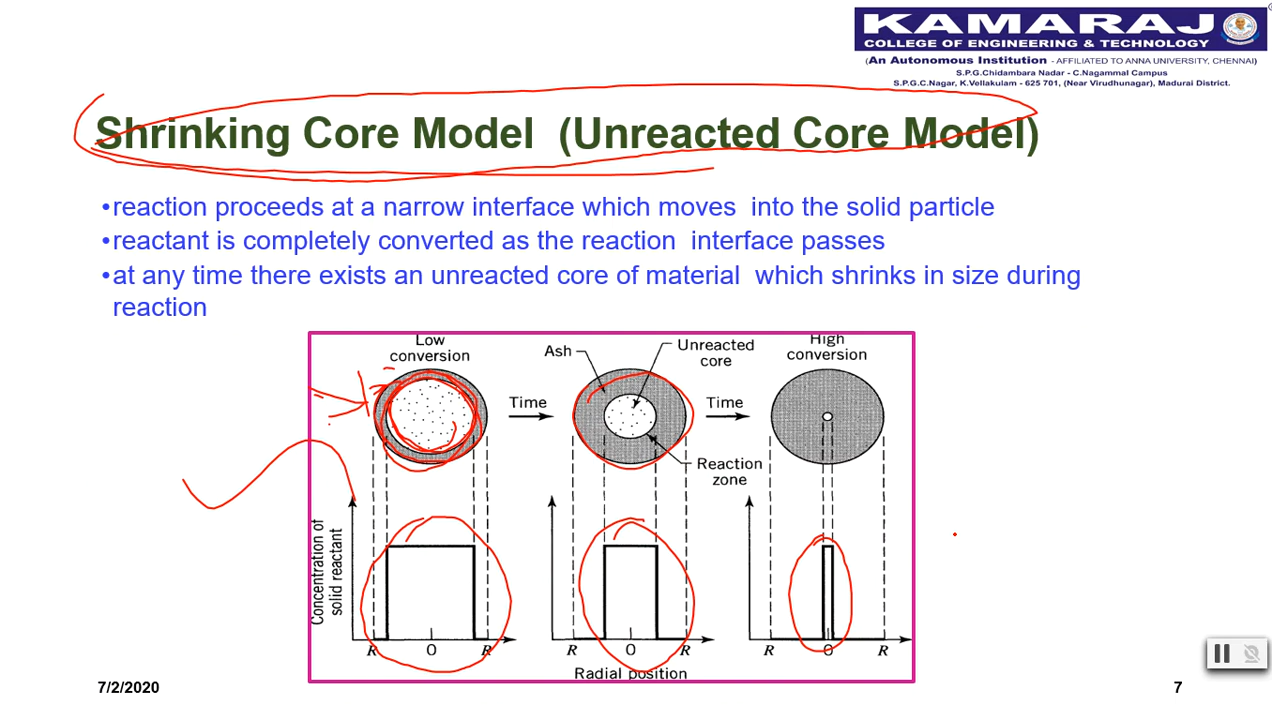 KAMARAJ
COLLEGE OF ENGINEERING & TECHNOLOGY
(An Autonomous Institution - AFFILIATED TO ANNA UNIVERSITY, CHENNAI)
S.P.G.Chidambara Nadar - C.Nagammal Campus
S.P.G.C.Nagar, K.Vellakulam - 625 701, (Near Virudhunagar), Madurai District.
Shrinking Core Model (Unreacted Core Model)
•reaction proceeds at a narrow interface which moves into the solid particle
•reactant is completely converted as the reaction interface passes
•at any time there exists an unreacted core of material which shrinks in size during
reaction
Low
conversion
Ash
Unreacted
core
High
conversion
Time
Time
Reaction
zone
Concentration of
solid reactant
R O R
R O R
R O R
Radial position
7/2/2020
7